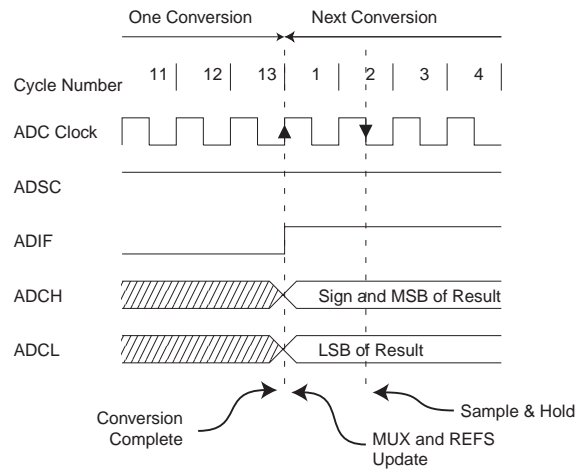 One Conversion Next Conversion
Cycle Number 11 12 13 1 2 3 4
ADC Clock
ADSC
ADIF
ADCH Sign and MSB of Result
ADCL LSB of Result
Conversion
Complete
MUX and REFS
Update
Sample & Hold